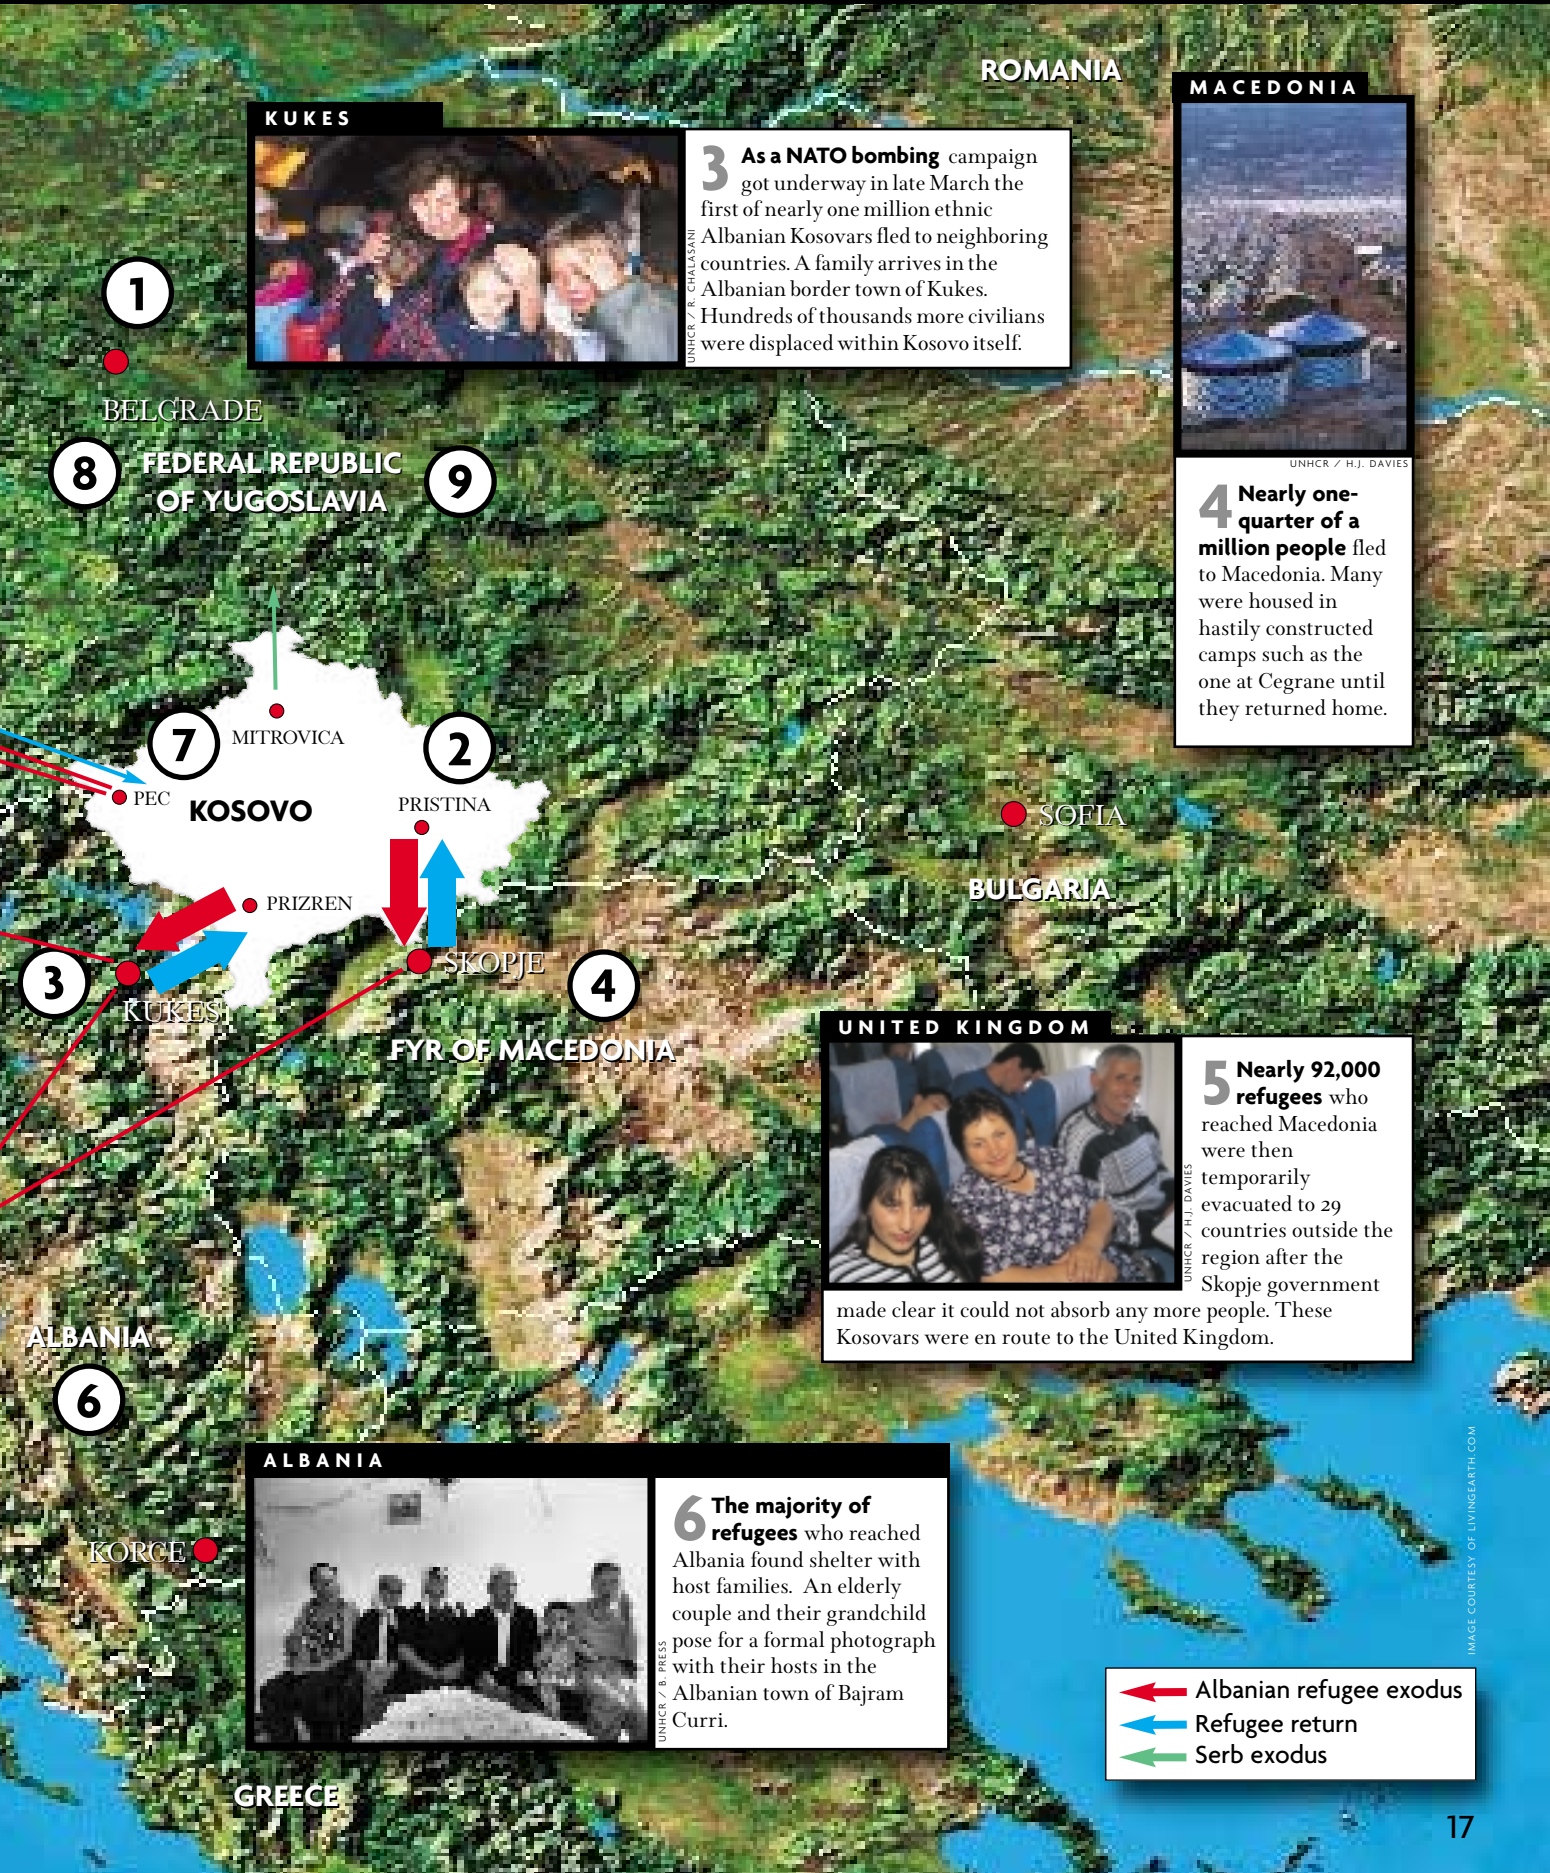 ROMANIA
MACEDONIA
KUKES
3 As a NATO bombing campaign
got underway in late March the
first of nearly one million ethnic
Albanian Kosovars fled to neighboring
countries. A family arrives in the
Albanian border town of Kukes.
Hundreds of thousands more civilians
were displaced within Kosovo itself.
UNHCR / R. CHALASANI
UNHCR / H.J. DAVIES
4 Nearly one-
quarter of a
million people fled
to Macedonia. Many
were housed in
hastily constructed
camps such as the
one at Cegrane until
they returned home.
1
BELGRADE
8
FEDERAL REPUBLIC
OF YUGOSLAVIA
9
7
MITROVICA
2
PEC
KOSOVO
PRISTINA
PRIZREN
SOFIA
BULGARIA
3
KUKES
SKOPJE
4
FYR OF MACEDONIA
UNITED KINGDOM
5 Nearly 92,000
refugees who
reached Macedonia
were then
temporarily
evacuated to 29
countries outside the
region after the
Skopje government
made clear it could not absorb any more people. These
Kosovars were en route to the United Kingdom.
UNHCR / H.J. DAVIES
ALBANIA
6
KORCE
ALBANIA
6 The majority of
refugees who reached
Albania found shelter with
host families. An elderly
couple and their grandchild
pose for a formal photograph
with their hosts in the
Albanian town of Bajram
Curri.
UNHCR / B. PRESS
GREECE
IMAGE COURTESY OF LIVINGEARTH.COM
Albanian refugee exodus
Refugee return
Serb exodus
17